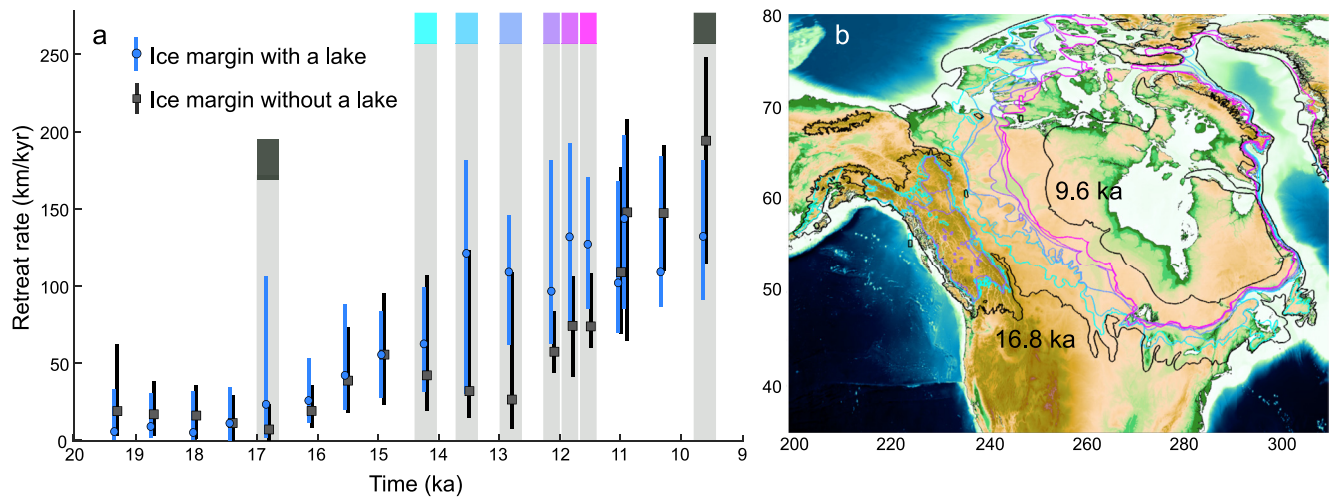 a
Ice margin with a lake
Ice margin without a lake
Retreat rate (km/kyr)
250
200
150
100
50
0
20 19 18 17 16 15 14 13 12 11 10 9
Time (ka)
b
80
70
60
50
40
9.6 ka
16.8 ka
200 220 240 260 280 300